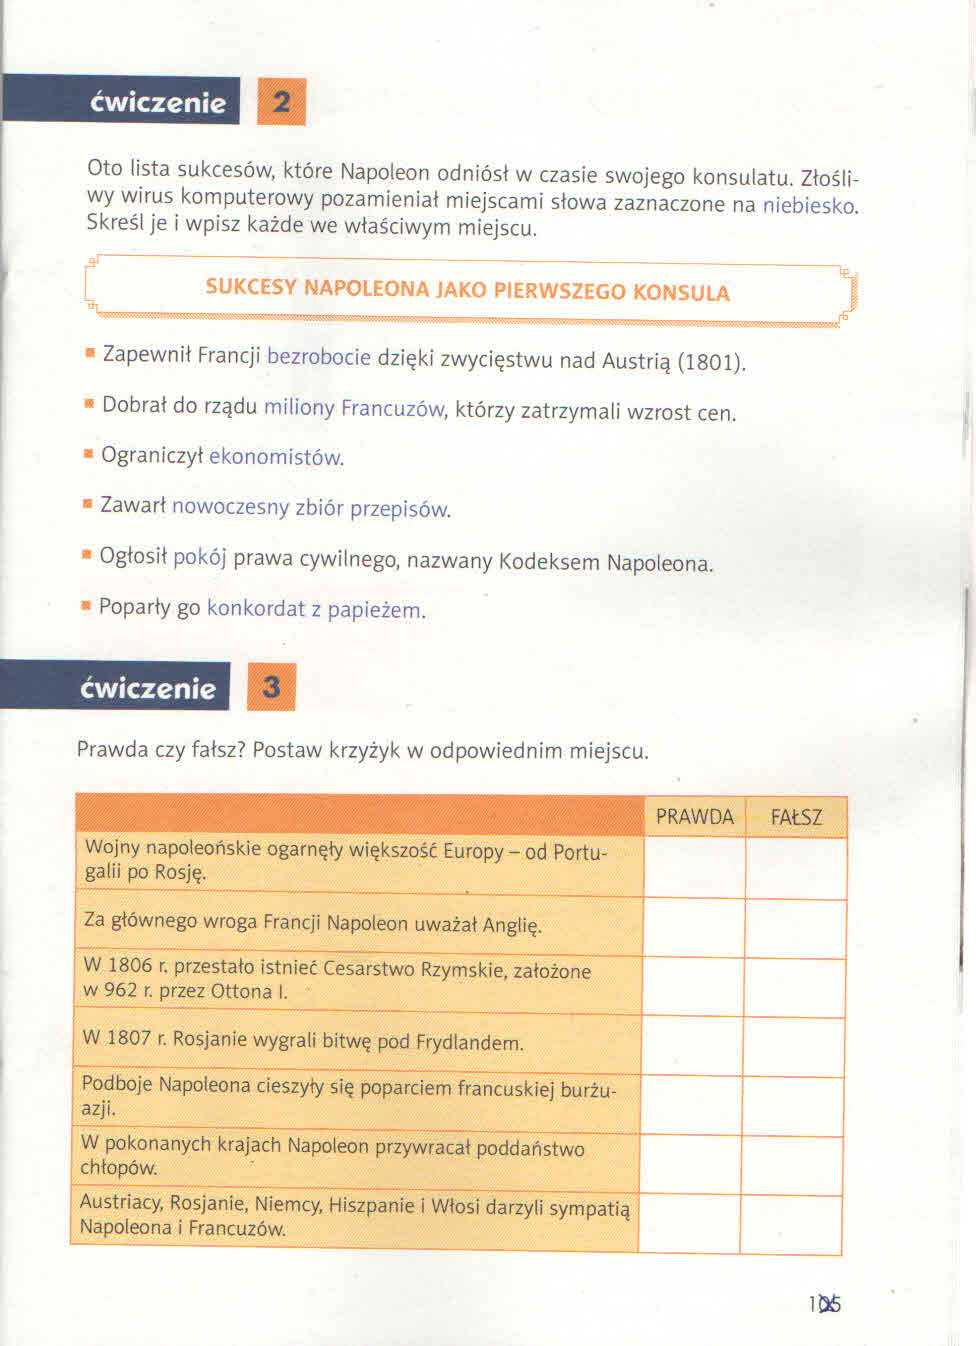 ćwiczenie 2
Oto lista sukcesów, które Napoleon odniósł w czasie swojego konsulatu. Złośli-
wy wirus komputerowy pozamieniał miejscami słowa zaznaczone na niebiesko.
Skreśl je i wpisz każde we właściwym miejscu.
SUKCESY NAPOLEONA JAKO PIERWSZEGO KONSULA
Zapewnił Francji bezrobocie dzięki zwycięstwu nad Austrią (1801).
Dobrał do rządu miliony Francuzów, którzy zatrzymali wzrost cen.
Ograniczył ekonomistów.
Zawarł nowoczesny zbiór przepisów.
Ogłosił pokój prawa cywilnego, nazwany Kodeksem Napoleona.
Poparły go konkordat z papieżem.
ćwiczenie 3
Prawda czy fałsz? Postaw krzyżyk w odpowiednim miejscu.
PRAWDA FAŁSZ
Wojny napoleońskie ogarnęły większość Europy – od Portu-
galii po Rosję.
Za głównego wroga Francji Napoleon uważał Anglię.
W 1806 r. przestało istnieć Cesarstwo Rzymskie, założone
w 962 r. przez Ottona I.
W 1807 r. Rosjanie wygrali bitwę pod Frydlandem.
Podboje Napoleona cieszyły się poparciem francuskiej burżu-
azji.
W pokonanych krajach Napoleon przywracał poddaństwo
chłopów.
Austriacy, Rosjanie, Niemcy, Hiszpanie i Włosi darzyli sympatią
Napoleona i Francuzów.
105